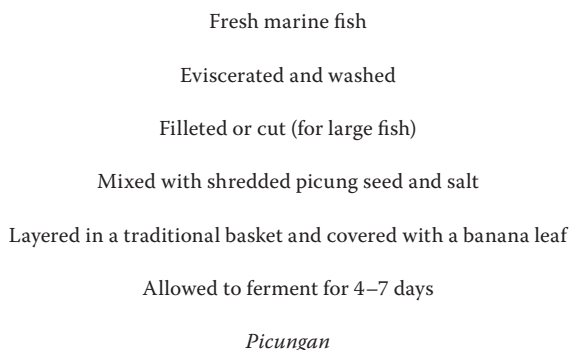 Fresh marine fish
Eviscerated and washed
Filleted or cut (for large fish)
Mixed with shredded picung seed and salt
Layered in a traditional basket and covered with a banana leaf
Allowed to ferment for 4–7 days
Picungan